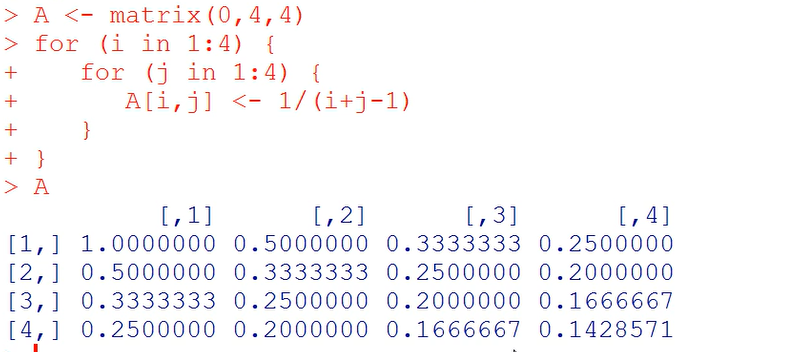 > A <- matrix(0,4,4)
> for (i in 1:4) {
+    for (j in 1:4) {
+       A[i,j] <- 1/(i+j-1)
+    }
+ }
> A
          [,1]      [,2]      [,3]      [,4]
[1,] 1.0000000 0.5000000 0.3333333 0.2500000
[2,] 0.5000000 0.3333333 0.2500000 0.2000000
[3,] 0.3333333 0.2500000 0.2000000 0.1666667
[4,] 0.2500000 0.2000000 0.1666667 0.1428571